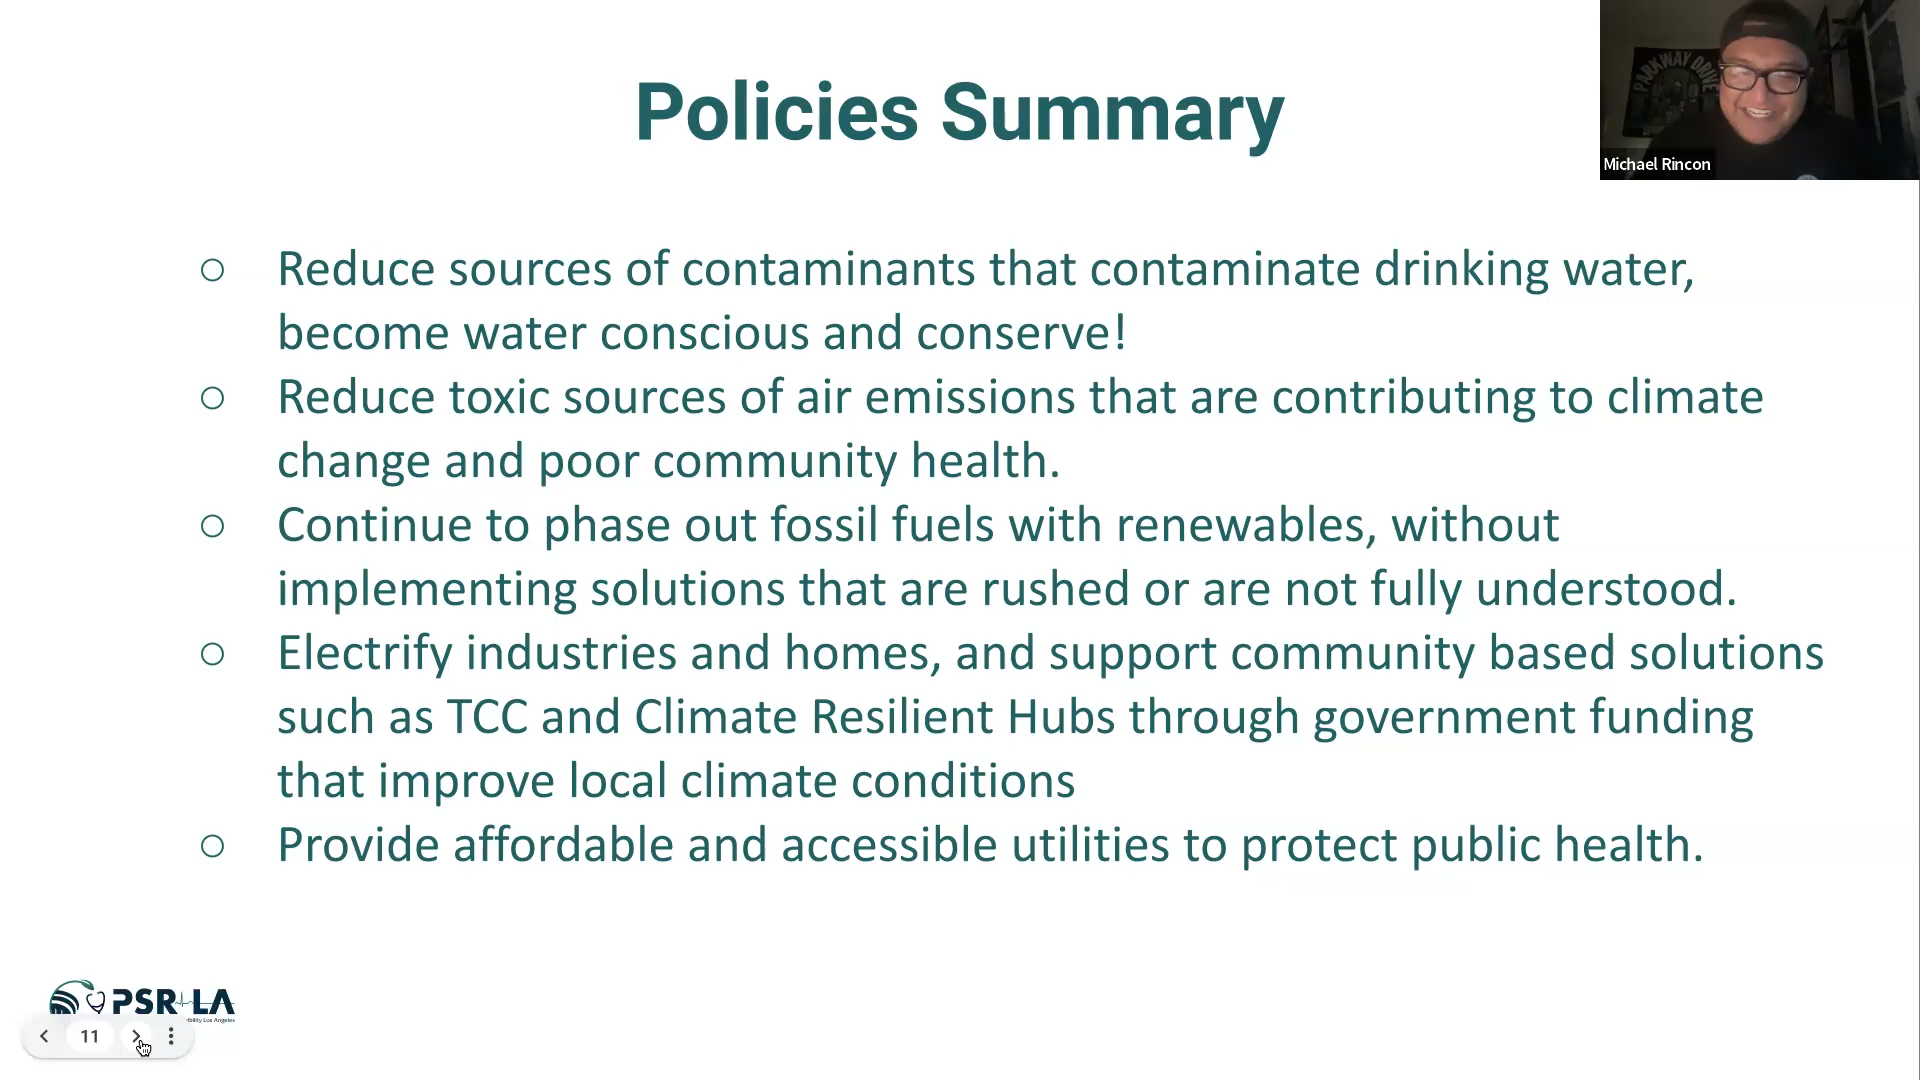 Policies Summary
PARKWAY DRIVE
Michael Rincon
○ Reduce sources of contaminants that contaminate drinking water,
become water conscious and conserve!
○ Reduce toxic sources of air emissions that are contributing to climate
change and poor community health.
○ Continue to phase out fossil fuels with renewables, without
implementing solutions that are rushed or are not fully understood.
○ Electrify industries and homes, and support community based solutions
such as TCC and Climate Resilient Hubs through government funding
that improve local climate conditions
○ Provide affordable and accessible utilities to protect public health.
PSR LA
Los Angeles
11